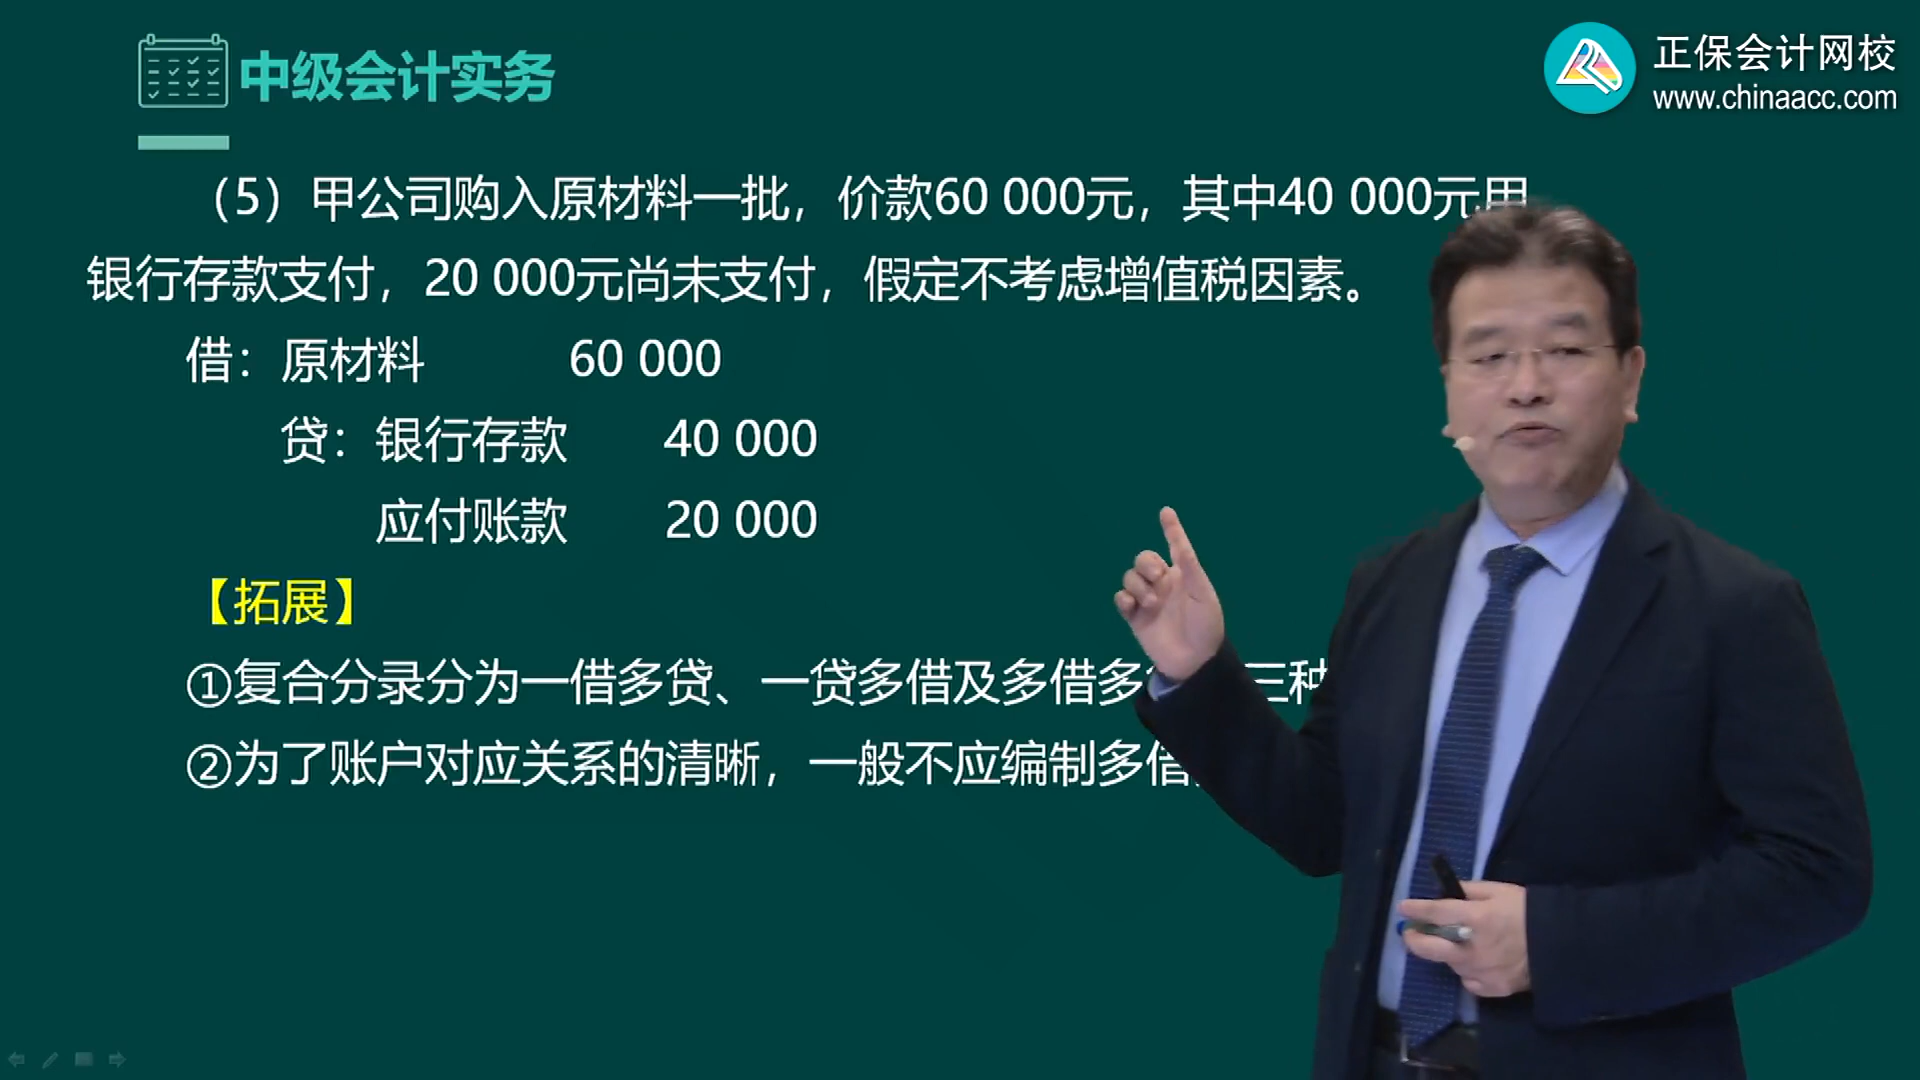 中级会计实务
正保会计网校
www.chinaacc.com
（5）甲公司购入原材料一批，价款60 000元，其中40 000元用
银行存款支付，20 000元尚未支付，假定不考虑增值税因素。
借：原材料 60 000
贷：银行存款 40 000
应付账款 20 000
【拓展】
①复合分录分为一借多贷、一贷多借及多借多 三种
②为了账户对应关系的清晰，一般不应编制多借